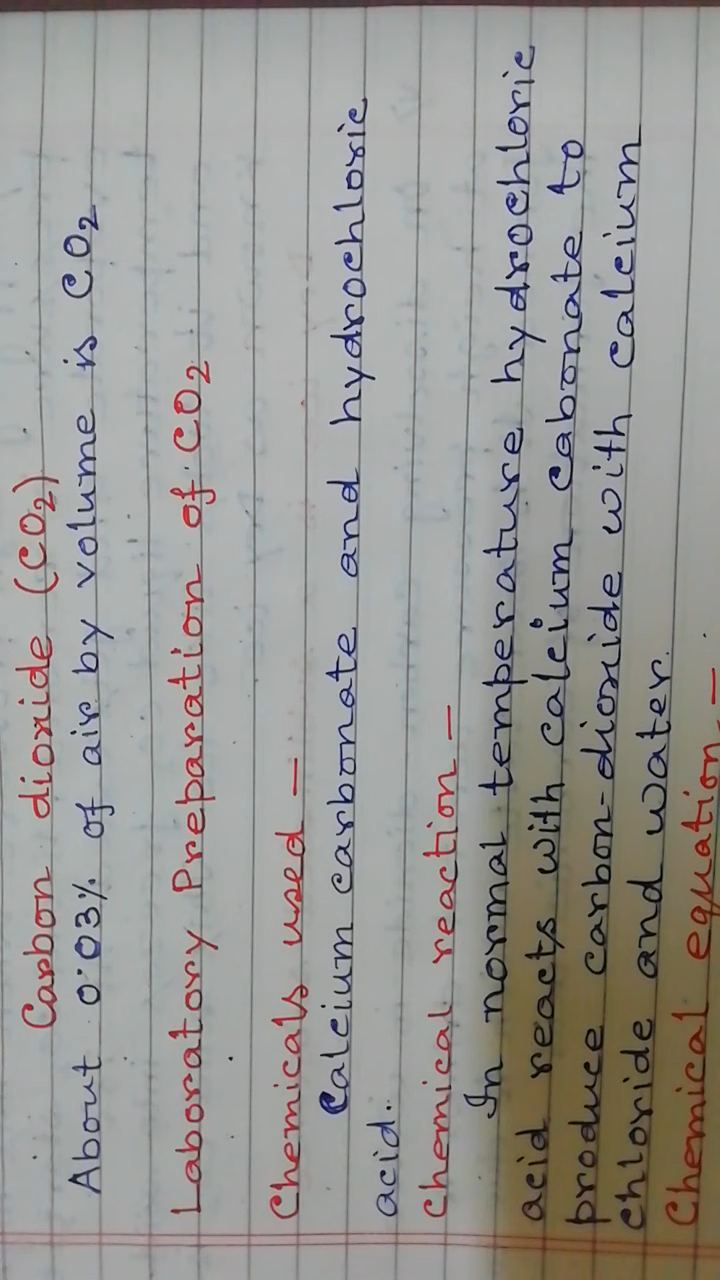 Carbon dioxide (CO₂)
About 0·03% of air by volume is CO₂
Laboratory Preparation of CO₂
Chemicals used –
Calcium carbonate and hydrochloric
acid.
Chemical reaction –
In normal temperature hydrochloric
acid reacts with calcium cabonate to
produce carbon-dioxide with calcium
chloride and water.
Chemical equation –